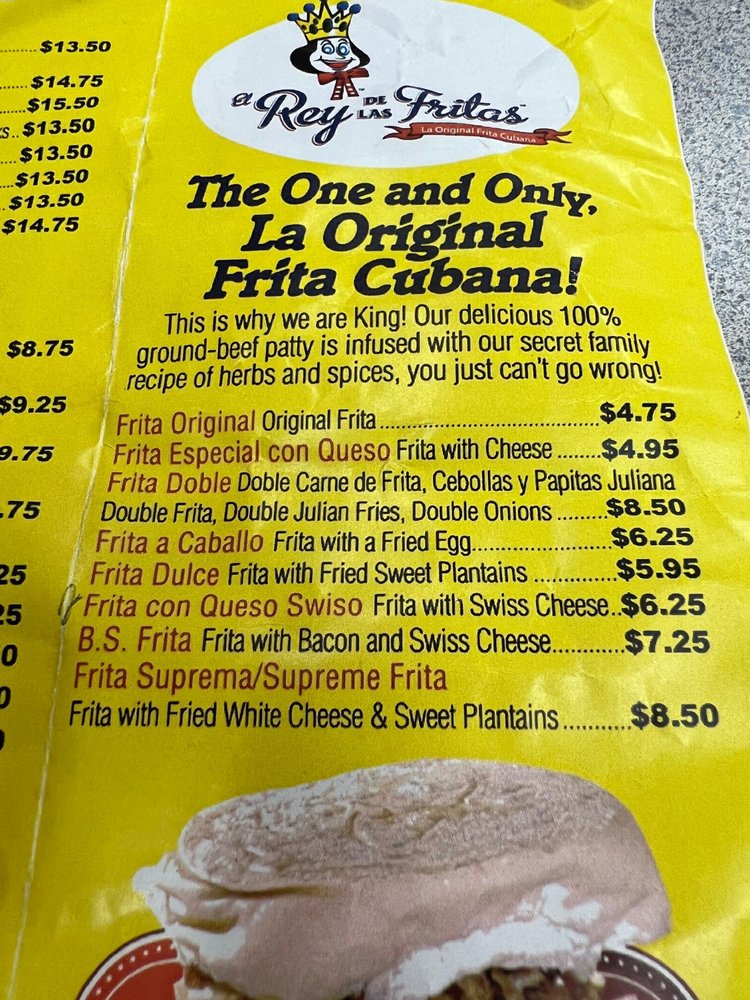 $13.50
$14.75
$15.50
$13.50
$13.50
$13.50
$13.50
$14.75
$8.75
$9.25
9.75
.75
25
25
0
0
El Rey DE LAS Fritas
La Original Frita Cubana
The One and Only,
La Original
Frita Cubana!
This is why we are King! Our delicious 100%
ground-beef patty is infused with our secret family
recipe of herbs and spices, you just can't go wrong!
Frita Original Original Frita.......................................$4.75
Frita Especial con Queso Frita with Cheese ........$4.95
Frita Doble Doble Carne de Frita, Cebollas y Papitas Juliana
Double Frita, Double Julian Fries, Double Onions .........$8.50
Frita a Caballo Frita with a Fried Egg.........................$6.25
Frita Dulce Frita with Fried Sweet Plantains ..............$5.95
Frita con Queso Swiso Frita with Swiss Cheese..$6.25
B.S. Frita Frita with Bacon and Swiss Cheese............$7.25
Frita Suprema/Supreme Frita
Frita with Fried White Cheese & Sweet Plantains...........$8.50